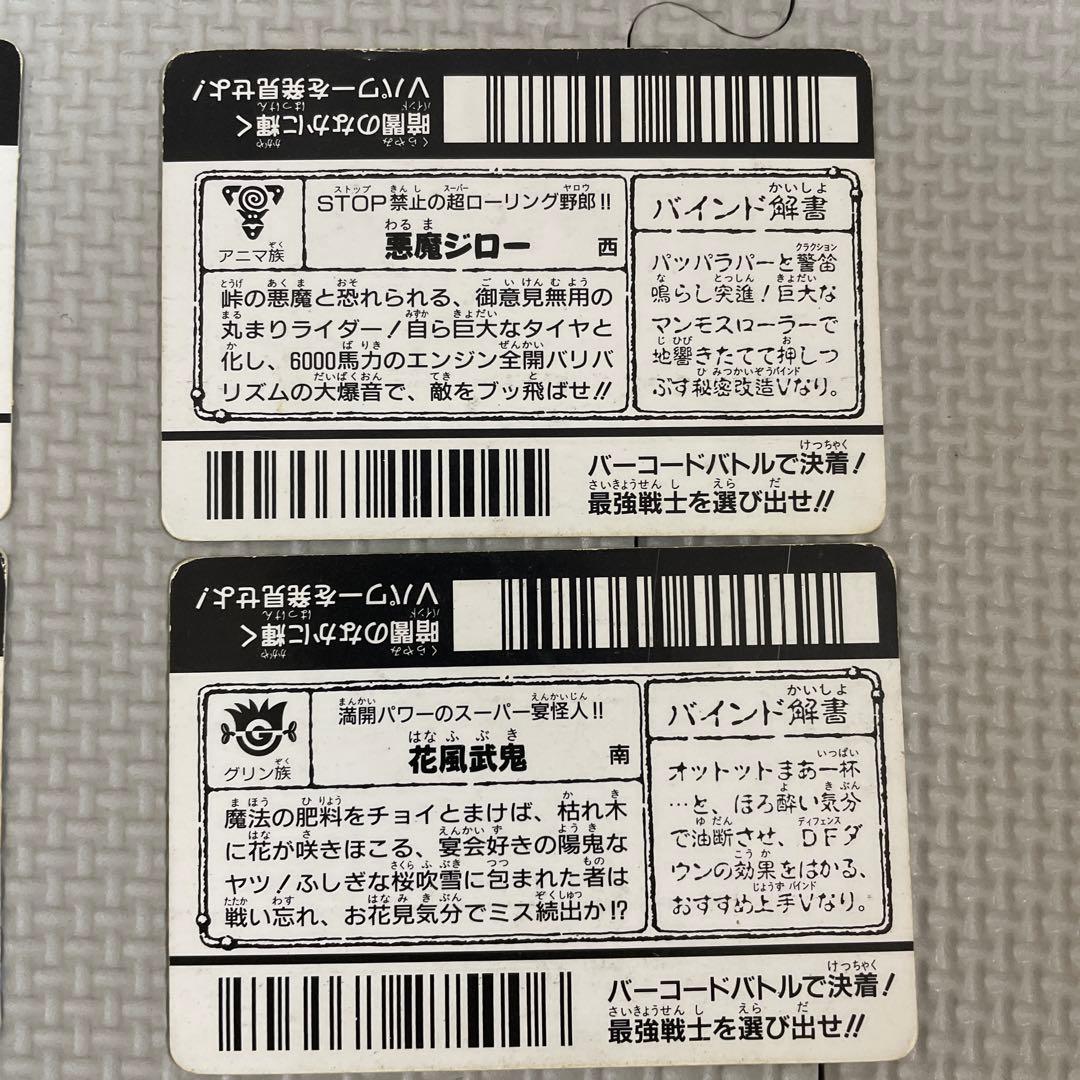 暗闇のなかに輝く
Vパワーを発見せよ！
アニマ族
STOP禁止の超ローリング野郎!!
悪魔ジロー
西
峠の悪魔と恐れられる、御意見無用の
丸まりライダー！自ら巨大なタイヤと
化し、6000馬力のエンジン全開バリバ
リズムの大爆音で、敵をブッ飛ばせ!!
バインド解書
パッパラパーと警笛
鳴らし突進！巨大な
マンモスローラーで
地響きたてて押しつ
ぶす秘密改造Vなり。
バーコードバトルで決着！
最強戦士を選び出せ!!
暗闇のなかに輝く
Vパワーを発見せよ！
グリン族
満開パワーのスーパー宴怪人!!
花風武鬼
南
魔法の肥料をチョイとまけば、枯れ木
に花が咲きほこる、宴会好きの陽鬼な
ヤツ！ふしぎな桜吹雪に包まれた者は
戦い忘れ、お花見気分でミス続出か!?
バインド解書
オットットまあ一杯
…と、ほろ酔い気分
で油断させ、DFダ
ウンの効果をはかる、
おすすめ上手Vなり。
バーコードバトルで決着！
最強戦士を選び出せ!!